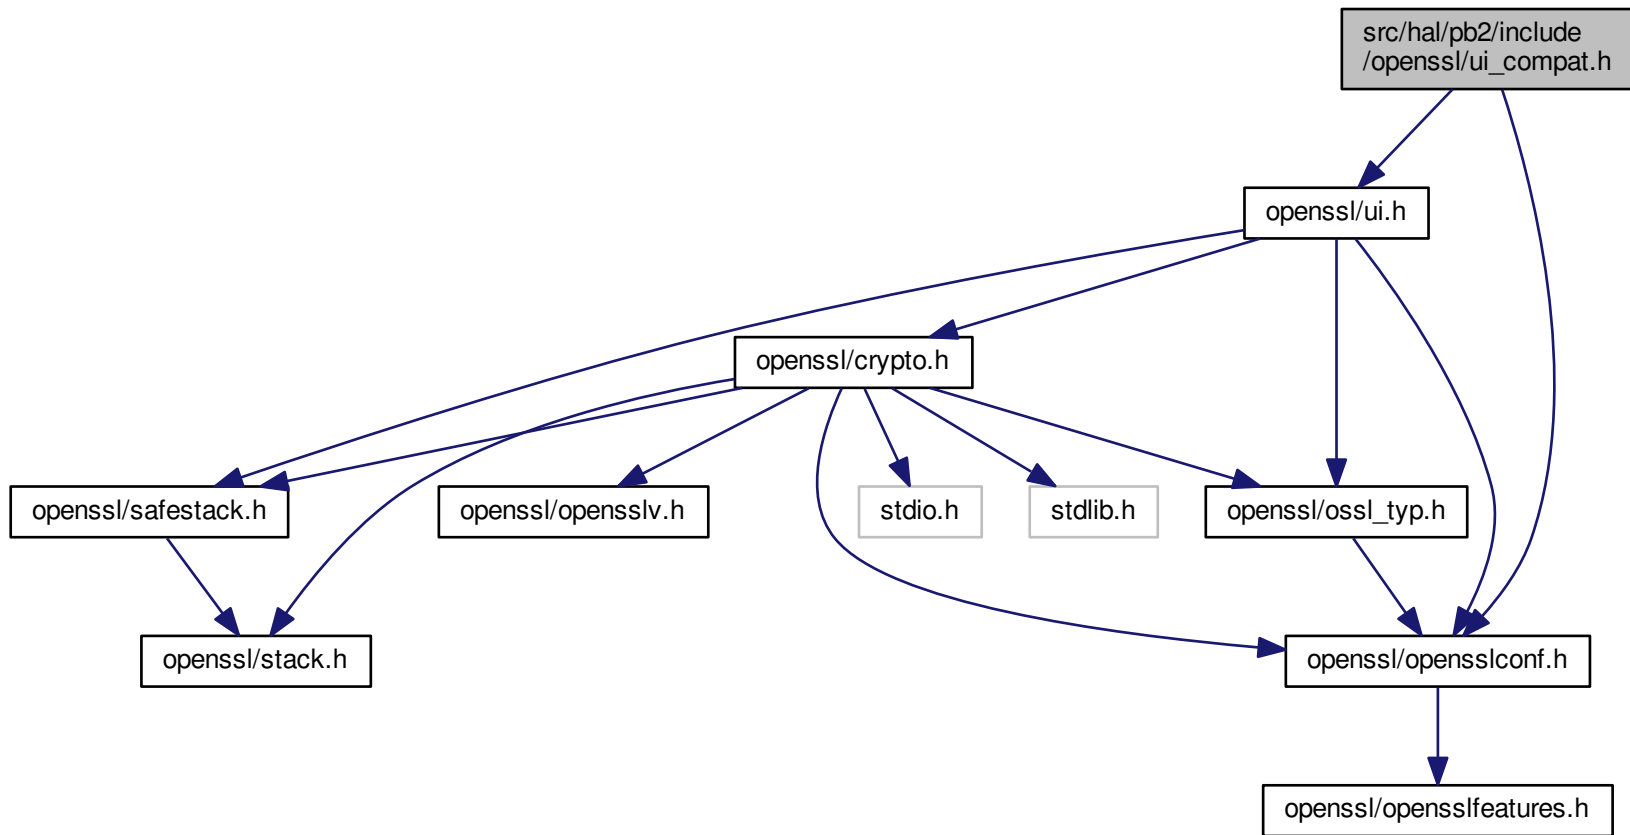 src/hal/pb2/include
/openssl/ui_compat.h
openssl/ui.h
openssl/crypto.h
openssl/safestack.h
openssl/opensslv.h
stdio.h
stdlib.h
openssl/ossl_typ.h
openssl/stack.h
openssl/opensslconf.h
openssl/opensslfeatures.h